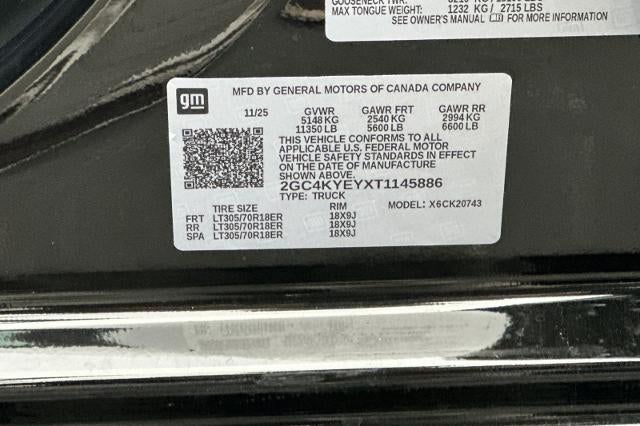 MAX TONGUE WEIGHT: 1232 KG / 2715 LBS
SEE OWNER'S MANUAL FOR MORE INFORMATION
gm
MFD BY GENERAL MOTORS OF CANADA COMPANY
11/25 GVWR GAWR FRT GAWR RR
5148 KG 2540 KG 2994 KG
11350 LB 5600 LB 6600 LB
THIS VEHICLE CONFORMS TO ALL
APPLICABLE U.S. FEDERAL MOTOR
VEHICLE SAFETY STANDARDS IN EFFECT
ON THE DATE OF MANUFACTURE
SHOWN ABOVE.
2GC4KYEYXT1145886
TYPE: TRUCK MODEL: X6CK20743
TIRE SIZE RIM
FRT LT305/70R18ER 18X9J
RR LT305/70R18ER 18X9J
SPA LT305/70R18ER 18X9J